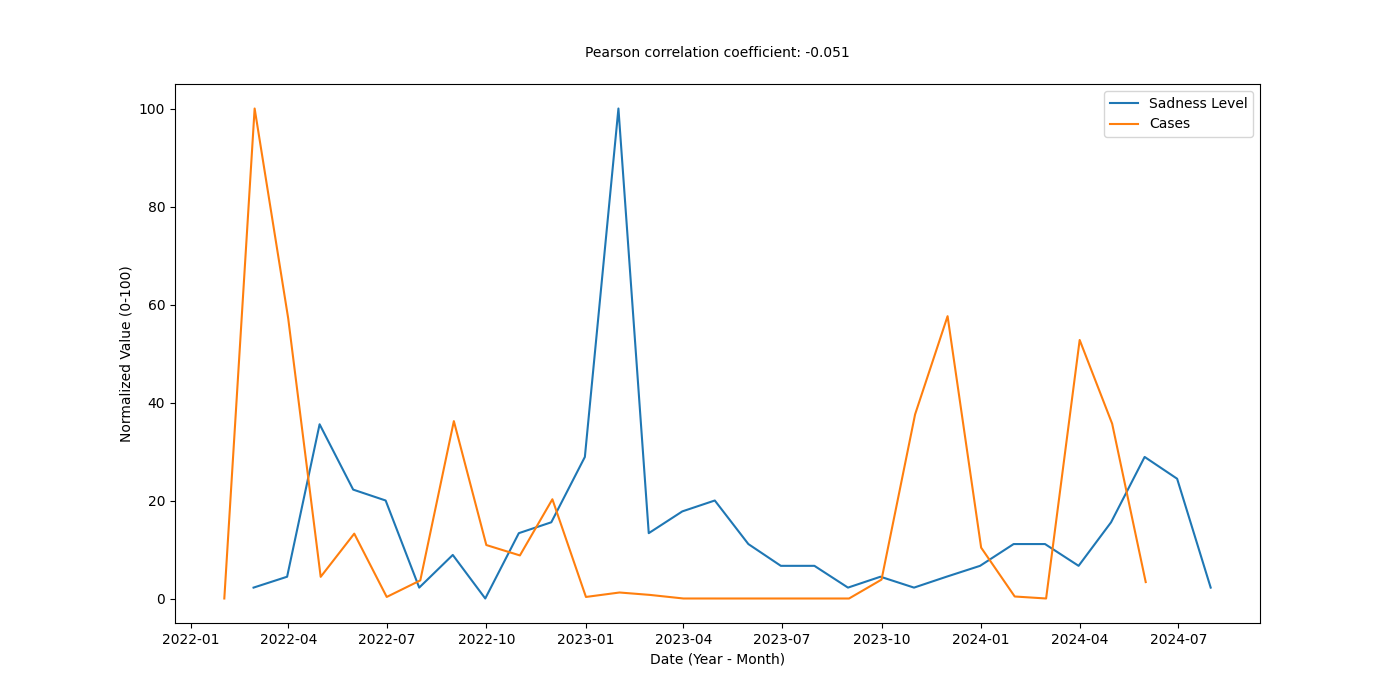 Pearson correlation coefficient: -0.051
Sadness Level
Cases
Normalized Value (0-100)
100
80
60
40
20
0
2022-01 2022-04 2022-07 2022-10 2023-01 2023-04 2023-07 2023-10 2024-01 2024-04 2024-07
Date (Year - Month)